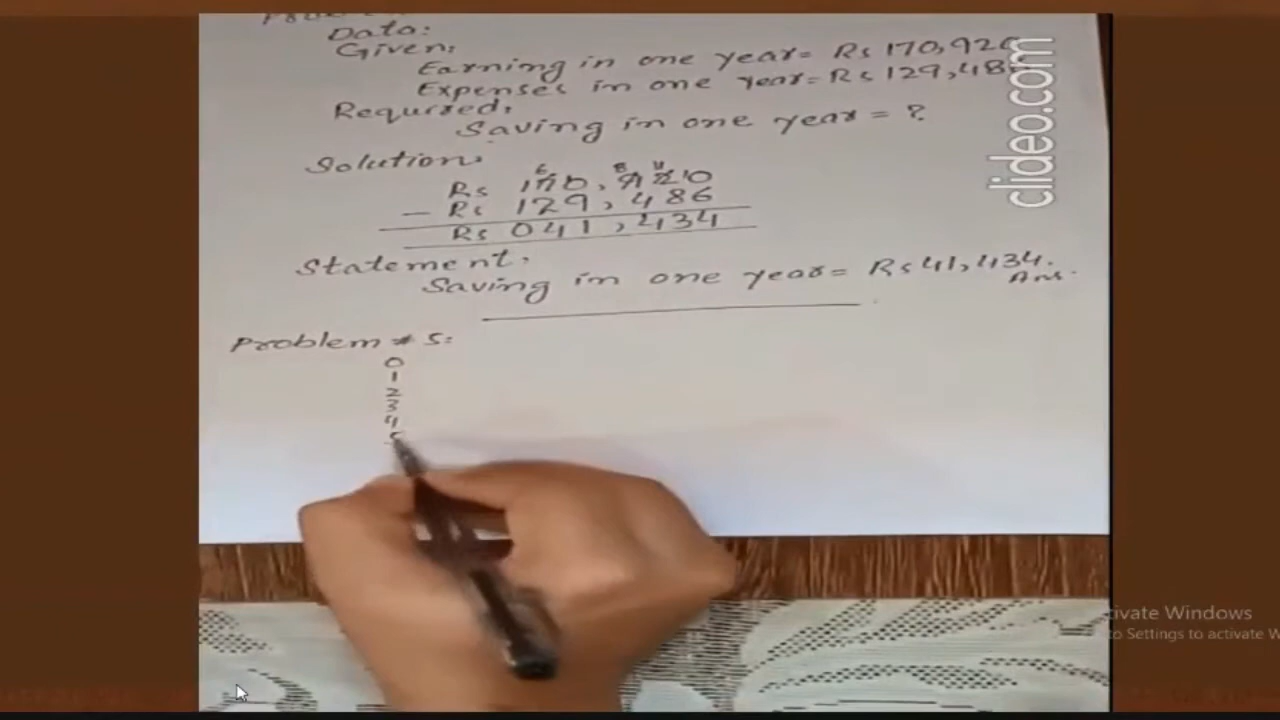 Data:
Given:
Earning in one year = Rs 170,920
Expenses in one year = Rs 129,486
Required:
Saving in one year = ?
Solution:
Rs 170,920
- Rs 129,486
Rs 041,434
Statement:
Saving in one year = Rs 41,434.
Ans.
Problem # 5:
0
1
2
3
4
5
clideo.com
ivate Windows
to Settings to activate W